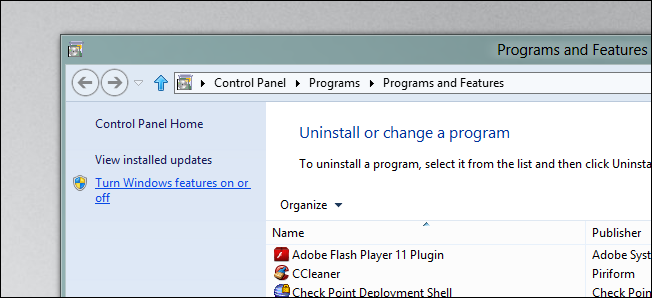 Programs and Features
Control Panel Programs Programs and Features
Control Panel Home
View installed updates
Turn Windows features on or
off
Uninstall or change a program
To uninstall a program, select it from the list and then click Uninsta
Organize
Name Publisher
Adobe Flash Player 11 Plugin Adobe Sys
CCleaner Piriform
Check Point Deployment Shell Check Point